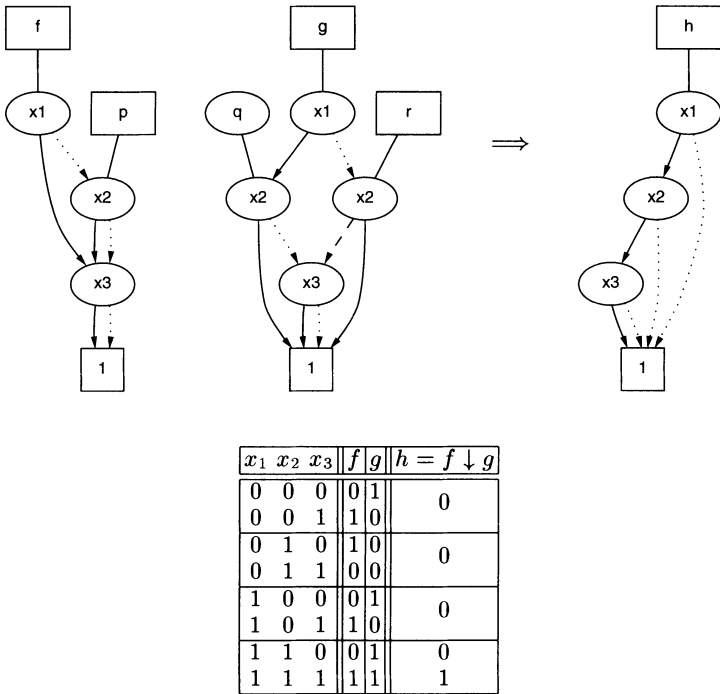 f g h
x1 p q x1 r ⟹ x1
x2 x2 x2 x2
x3 x3 x3
1 1 1
x₁ x₂ x₃ f g h = f ↓ g
0 0 0 0 1 0
0 0 1 1 0
0 1 0 1 0 0
0 1 1 0 0
1 0 0 0 1 0
1 0 1 1 0
1 1 0 0 1 0
1 1 1 1 1 1